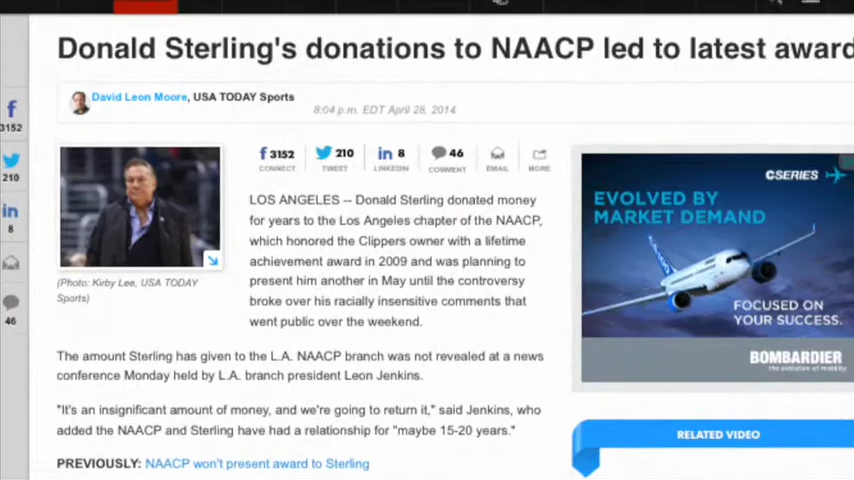 Donald Sterling's donations to NAACP led to latest award
David Leon Moore, USA TODAY Sports
8:04 p.m. EDT April 28, 2014
3152
210
8
46
3152
CONNECT
210
TWEET
8
LINKEDIN
46
COMMENT
EMAIL
MORE
(Photo: Kirby Lee, USA TODAY
Sports)
LOS ANGELES -- Donald Sterling donated money
for years to the Los Angeles chapter of the NAACP,
which honored the Clippers owner with a lifetime
achievement award in 2009 and was planning to
present him another in May until the controversy
broke over his racially insensitive comments that
went public over the weekend.
The amount Sterling has given to the L.A. NAACP branch was not revealed at a news
conference Monday held by L.A. branch president Leon Jenkins.
"It's an insignificant amount of money, and we're going to return it," said Jenkins, who
added the NAACP and Sterling have had a relationship for "maybe 15-20 years."
PREVIOUSLY: NAACP won't present award to Sterling
CSERIES
EVOLVED BY
MARKET DEMAND
FOCUSED ON
YOUR SUCCESS.
BOMBARDIER
the evolution of mobility
RELATED VIDEO